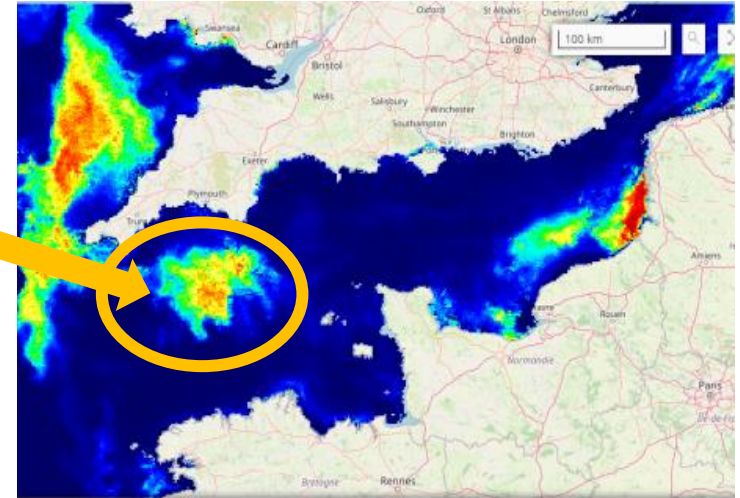 Oxford
St Albans
Chelmsford
Swansea
Cardiff
London
100 km
Bristol
Wells
Salisbury
Winchester
Canterbury
Southampton
Brighton
Exeter
Plymouth
Amiens
Rouen
Normandie
Paris
Bretagne
Rennes